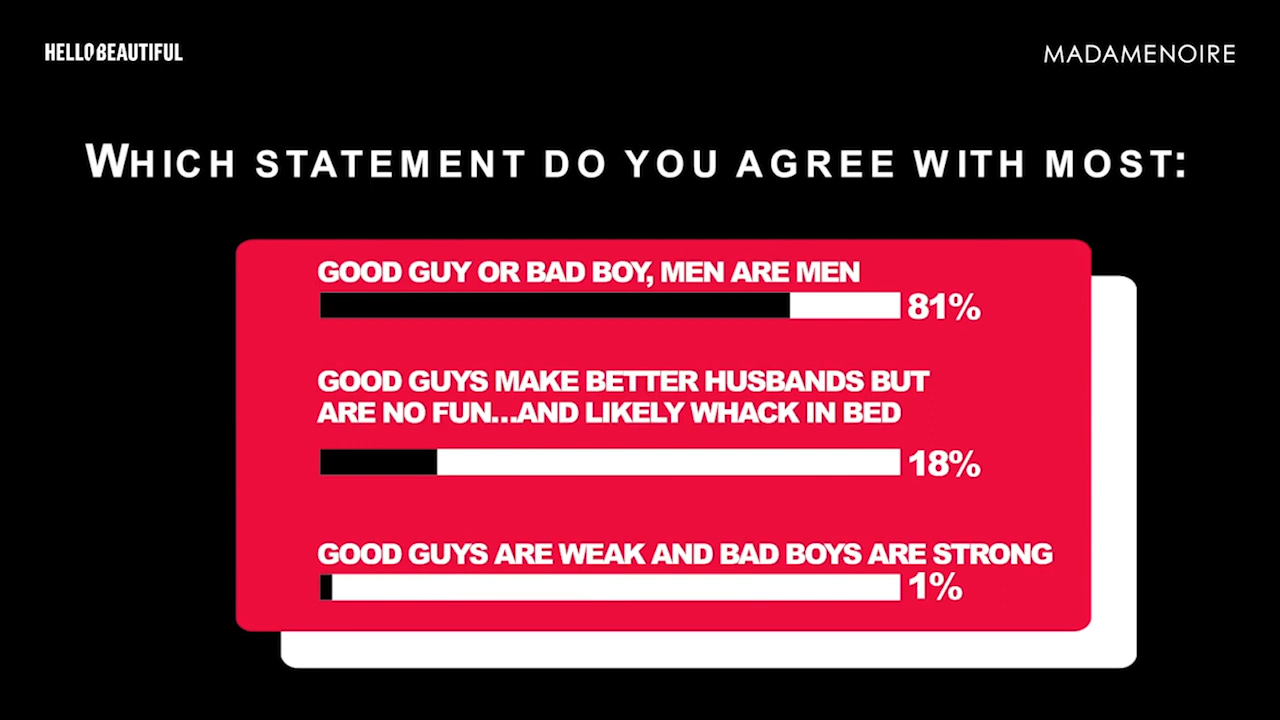 HELLO BEAUTIFUL
MADAMENOIRE
WHICH STATEMENT DO YOU AGREE WITH MOST:
GOOD GUY OR BAD BOY, MEN ARE MEN
81%
GOOD GUYS MAKE BETTER HUSBANDS BUT
ARE NO FUN...AND LIKELY WHACK IN BED
18%
GOOD GUYS ARE WEAK AND BAD BOYS ARE STRONG
1%